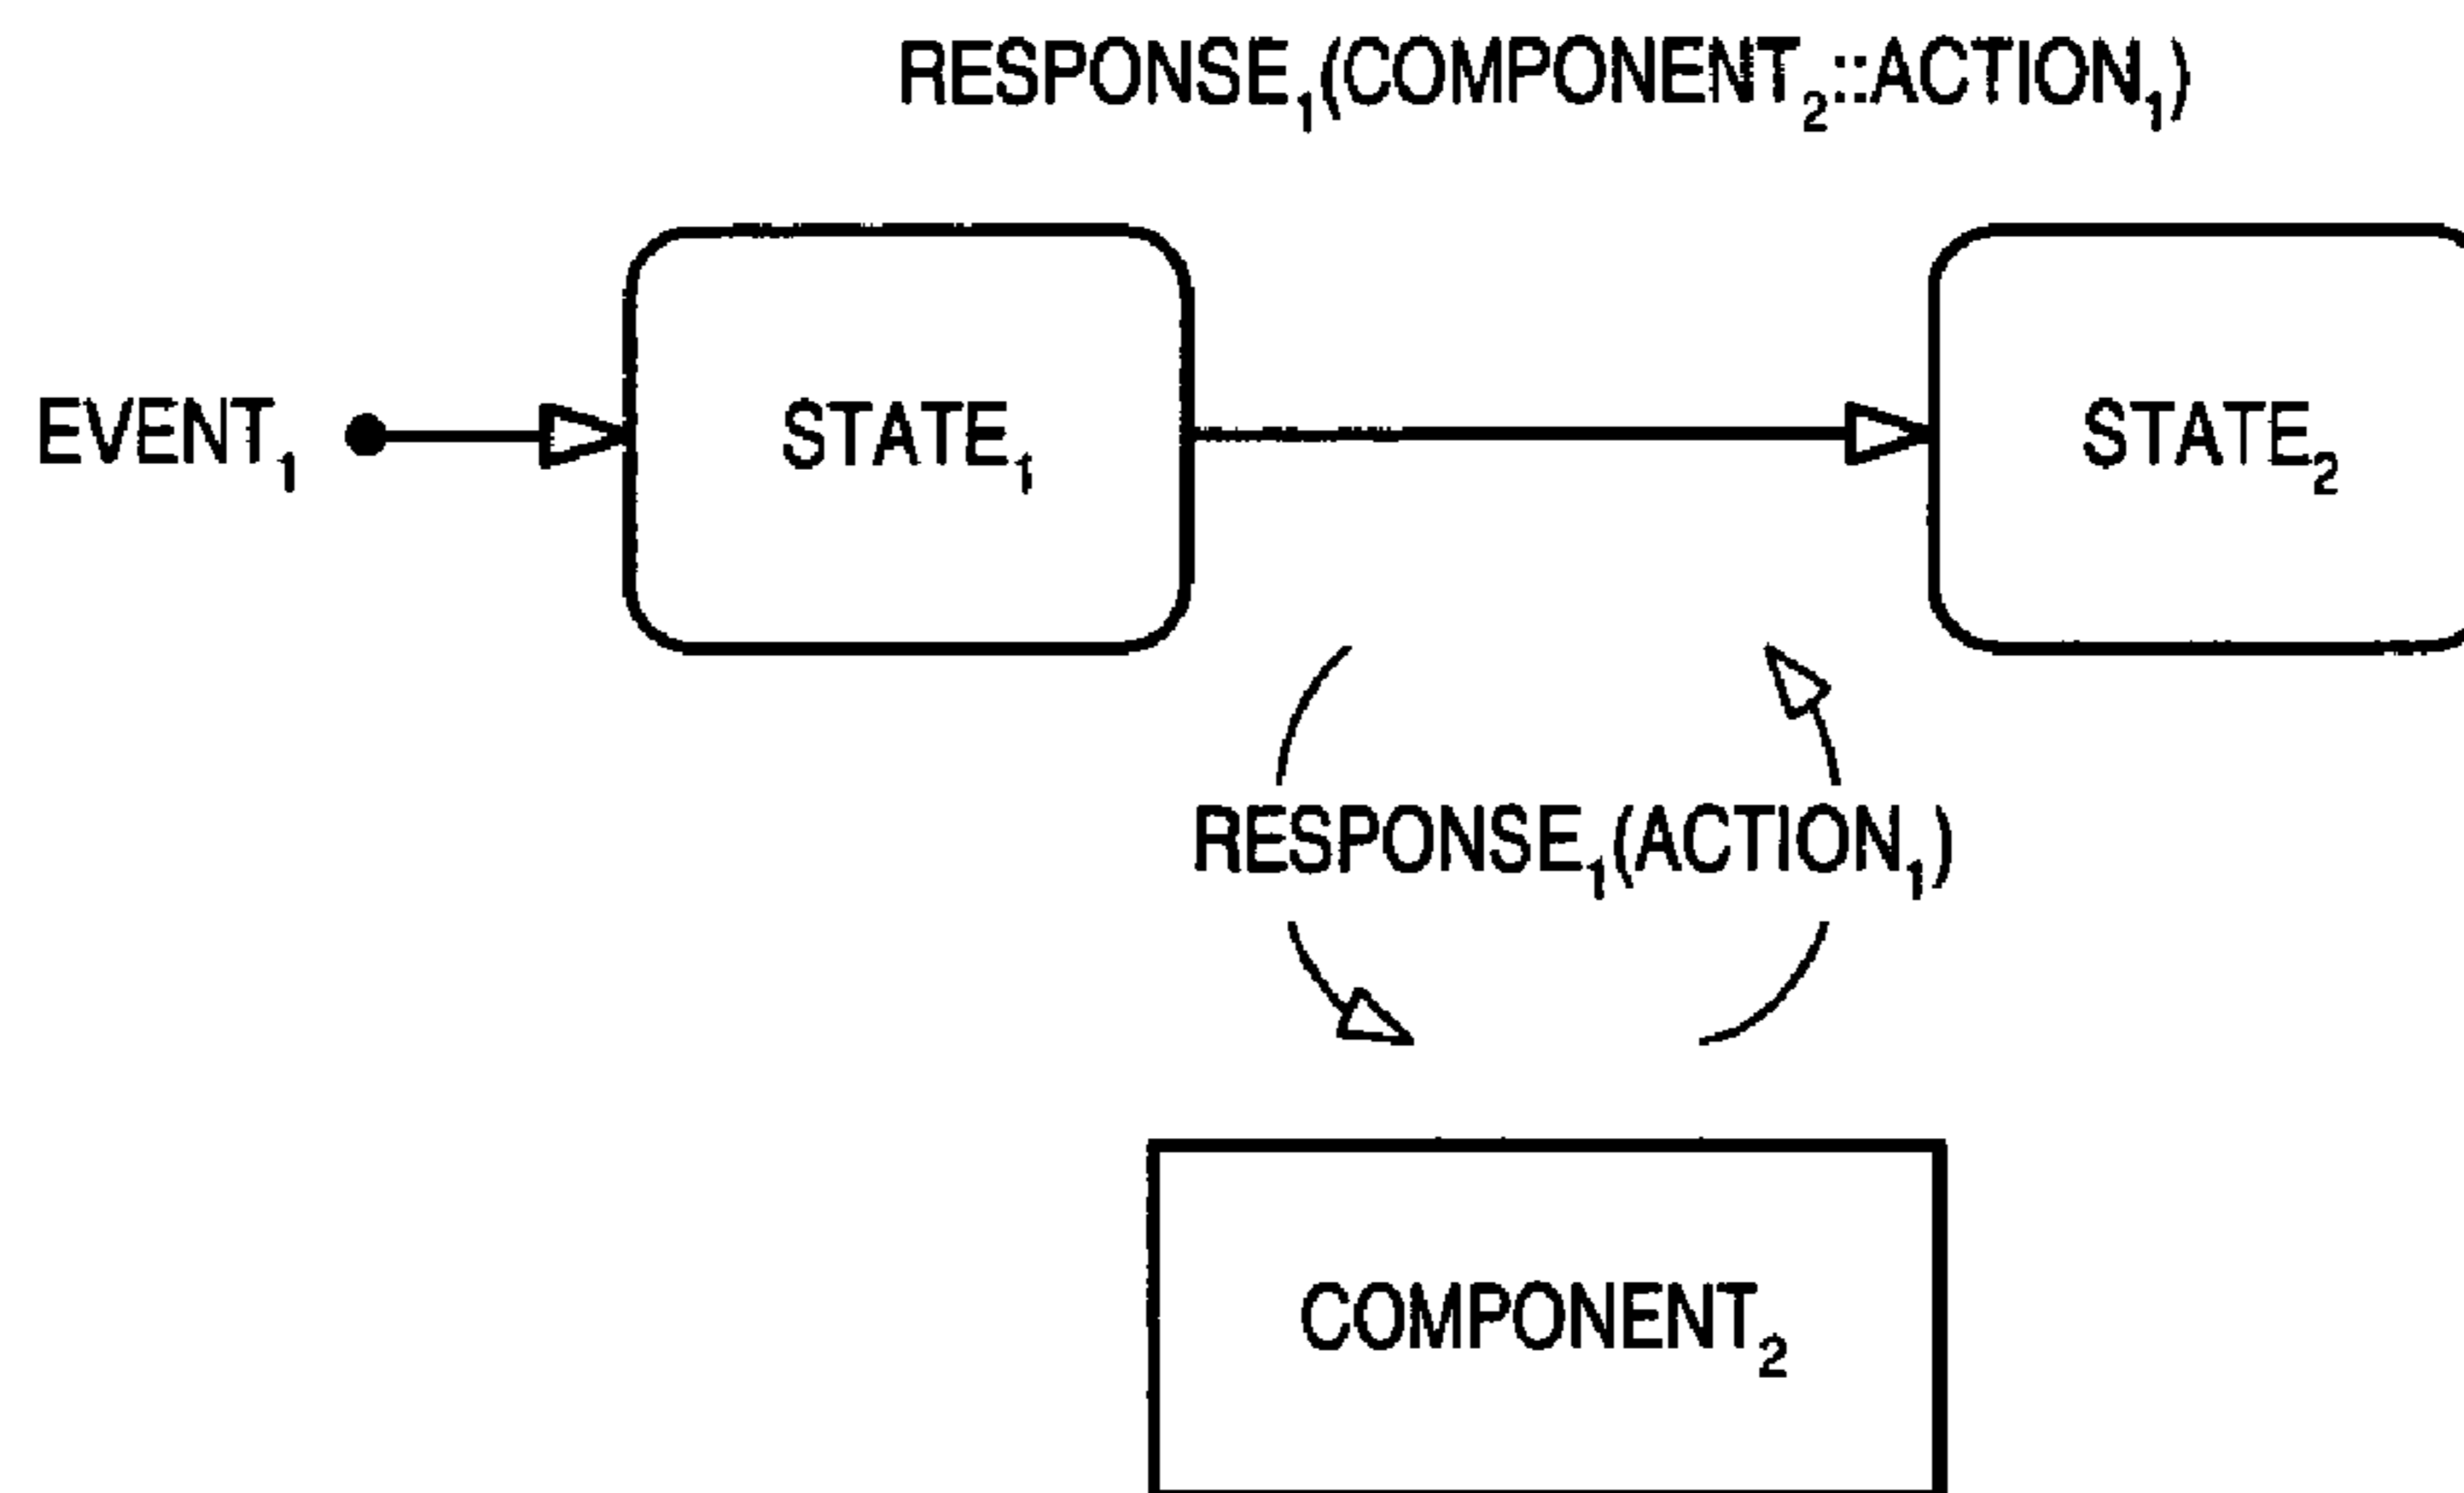 RESPONSE₁(COMPONENT₂::ACTION₁)
EVENT₁ STATE₁ STATE₂
RESPONSE₁(ACTION₁)
COMPONENT₂